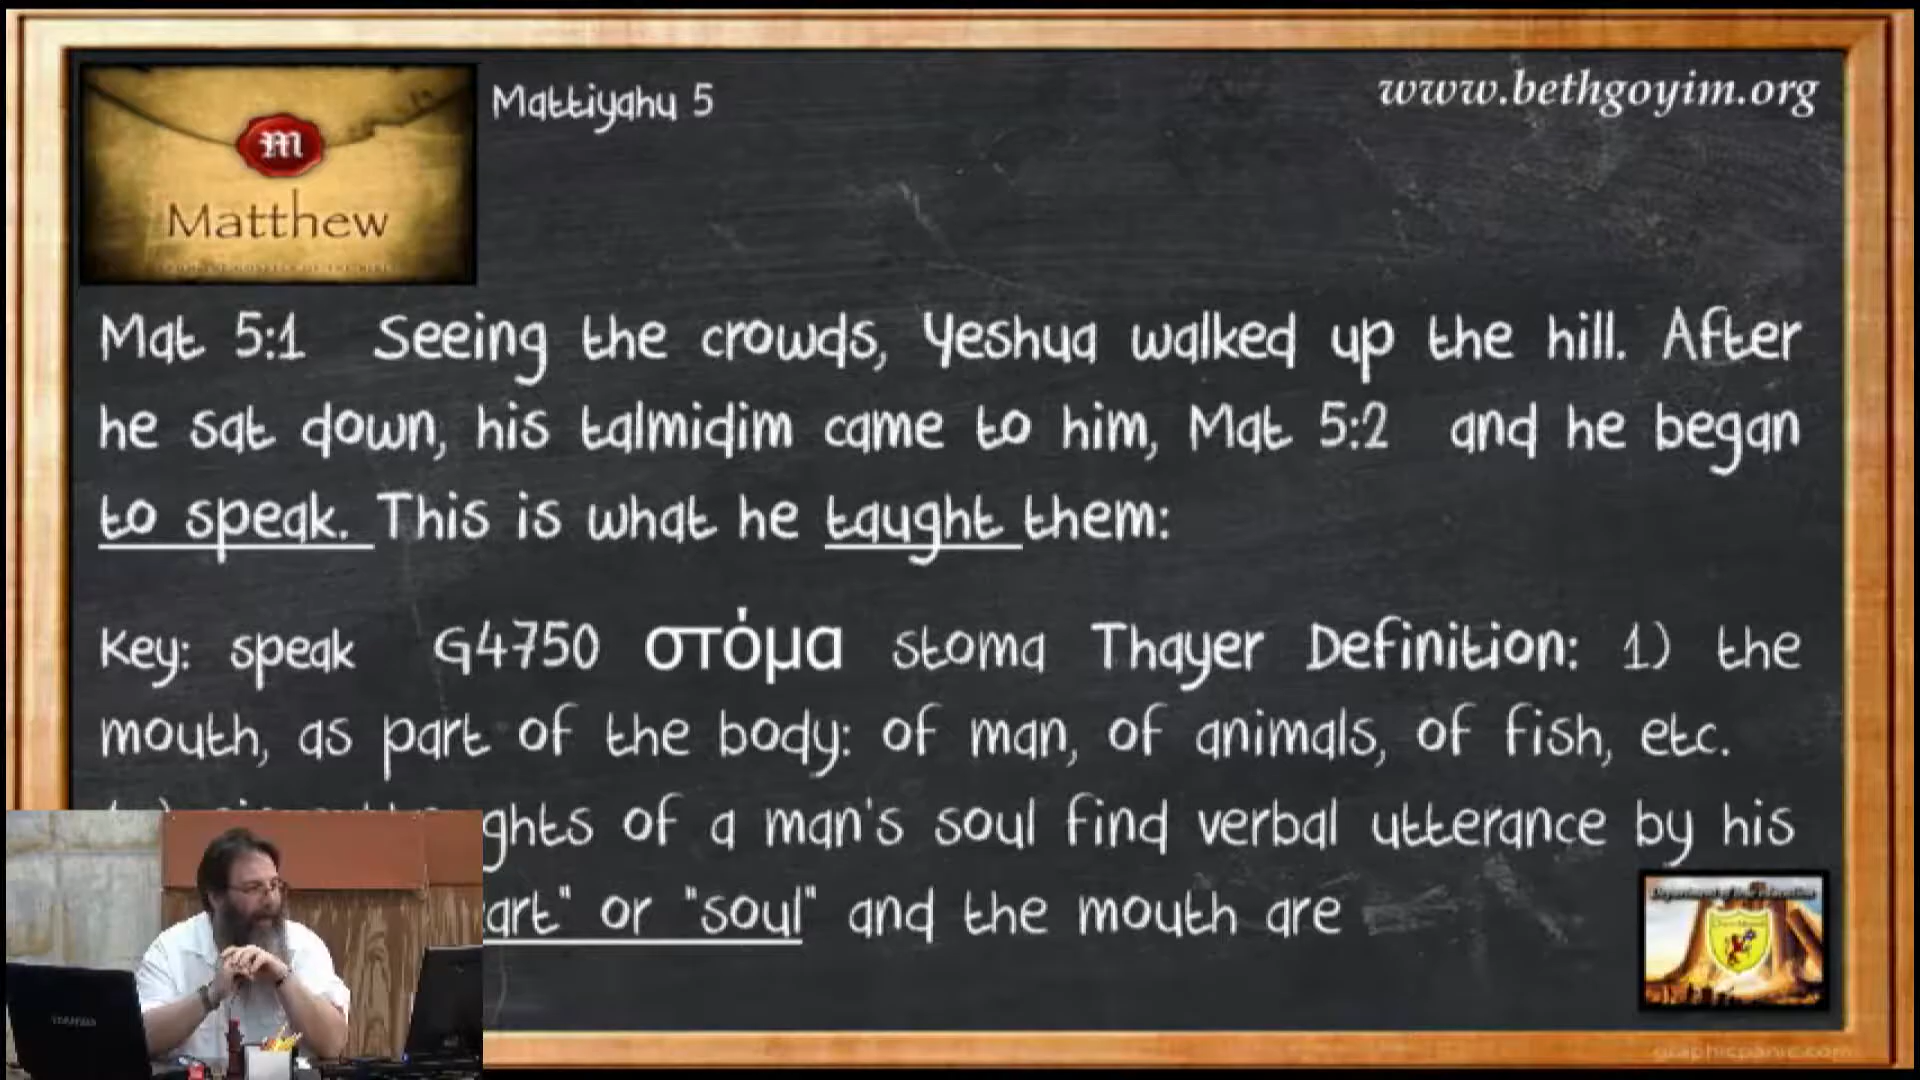 Mattiyahu 5
www.bethgoyim.org
M
Matthew
Mat 5:1 Seeing the crowds, Yeshua walked up the hill. After
he sat down, his talmidim came to him, Mat 5:2 and he began
to speak. This is what he taught them:
Key: speak G4750 στόμα stoma Thayer Definition: 1) the
mouth, as part of the body: of man, of animals, of fish, etc.
ghts of a man's soul find verbal utterance by his
art" or "soul" and the mouth are
graphicpanic.com